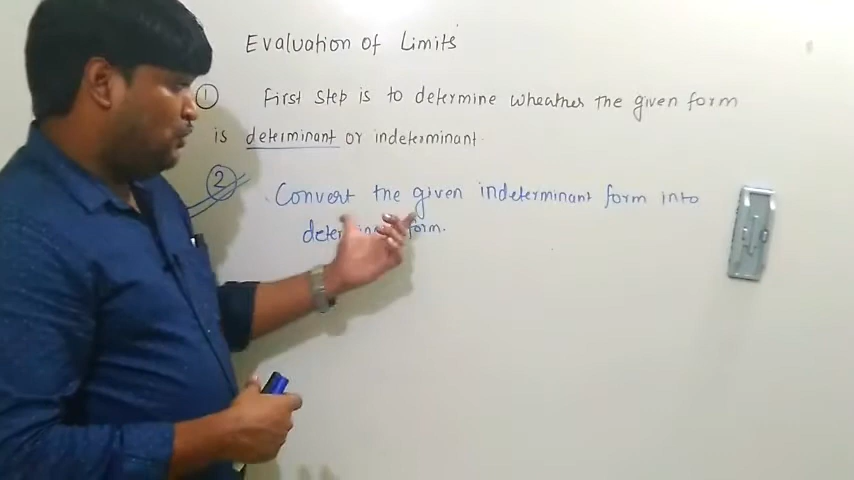 Evaluation of Limits
① First step is to determine wheather the given form
is determinant or indeterminant.
② Convert the given indeterminant form into
form.